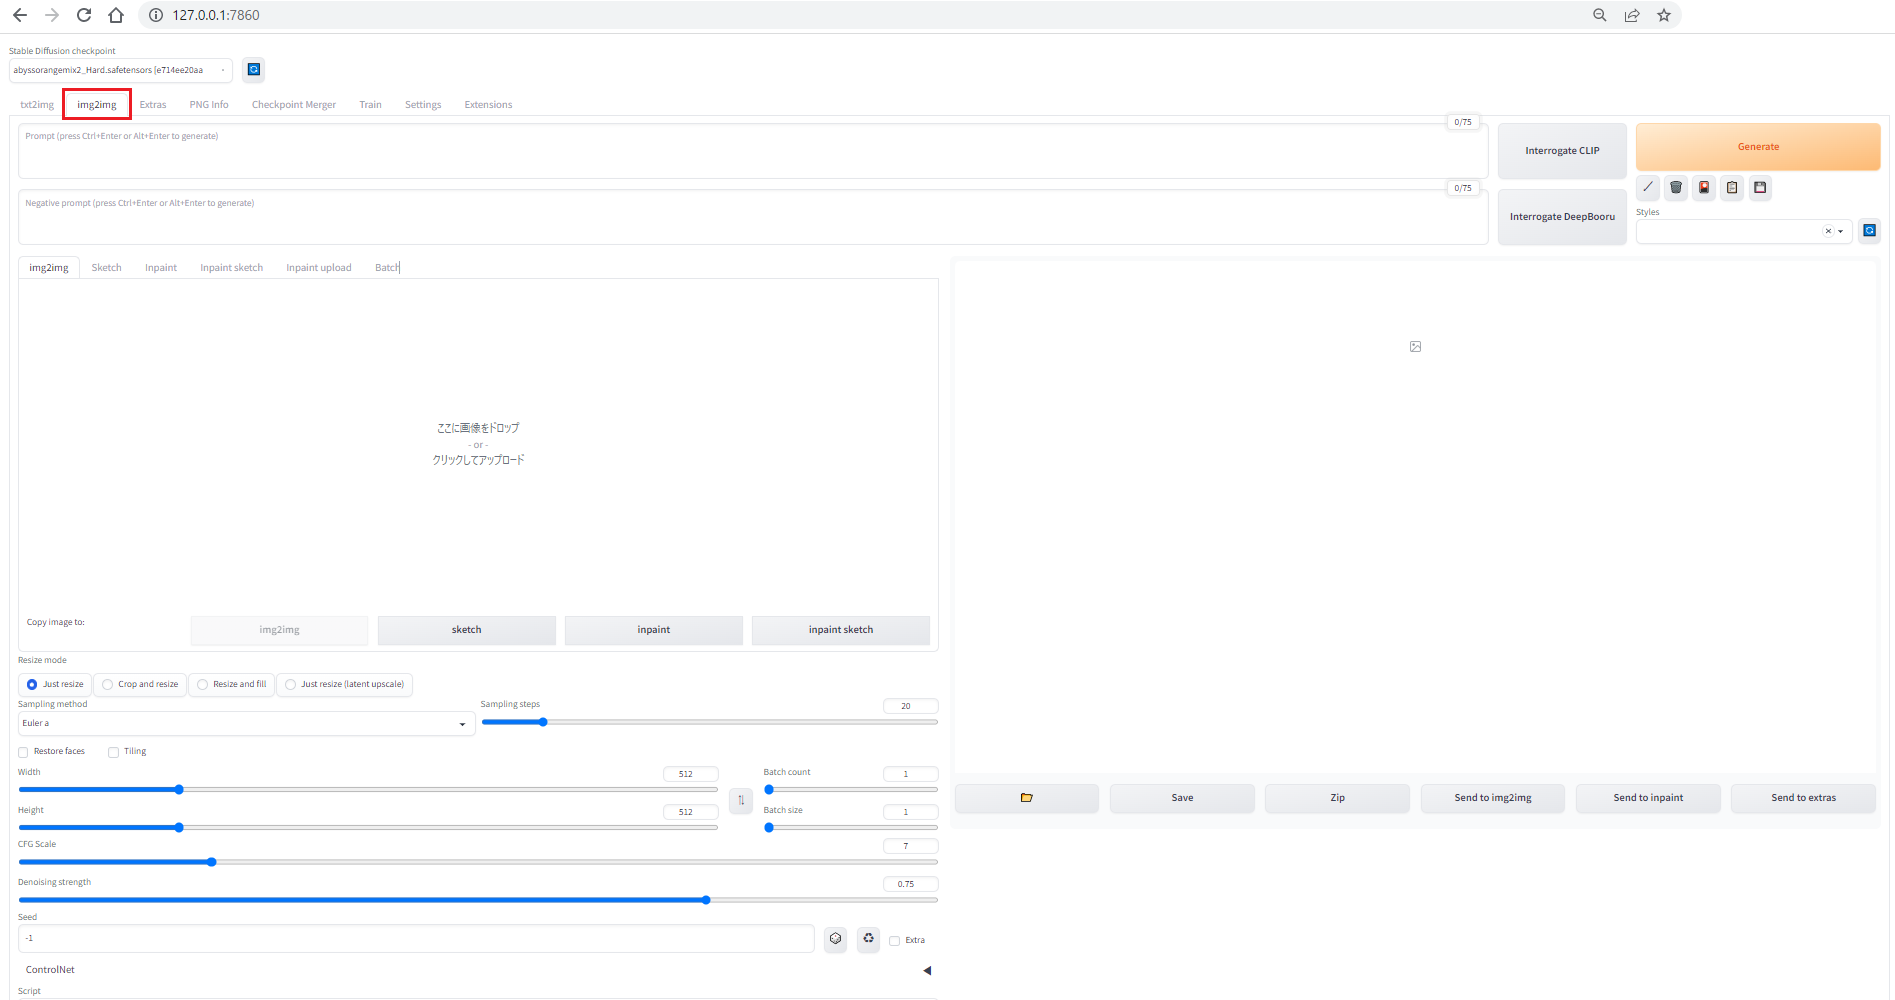 127.0.0.1:7860
Stable Diffusion checkpoint
abyssorangemix2_Hard.safetensors [e714ee20aa
txt2img img2img Extras PNG Info Checkpoint Merger Train Settings Extensions
0/75
Prompt (press Ctrl+Enter or Alt+Enter to generate)
Interrogate CLIP
Generate
0/75
Negative prompt (press Ctrl+Enter or Alt+Enter to generate)
Interrogate DeepBooru
Styles
img2img Sketch Inpaint Inpaint sketch Inpaint upload Batch
ここに画像をドロップ
- or -
クリックしてアップロード
Copy image to:
img2img sketch inpaint inpaint sketch
Resize mode
Just resize Crop and resize Resize and fill Just resize (latent upscale)
Sampling method
Euler a
Sampling steps 20
Restore faces Tiling
Width 512
Batch count 1
Height 512
Batch size 1
CFG Scale 7
Denoising strength 0.75
Seed
-1
Extra
ControlNet
Script
Save Zip Send to img2img Send to inpaint Send to extras